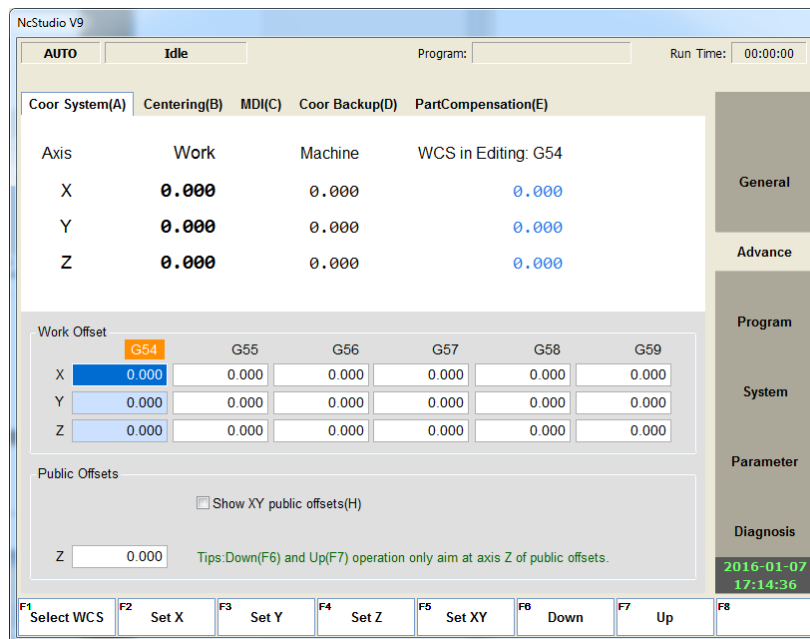 NcStudio V9
AUTO Idle Program: Run Time: 00:00:00
Coor System(A) Centering(B) MDI(C) Coor Backup(D) PartCompensation(E)
Axis Work Machine WCS in Editing: G54
X 0.000 0.000 0.000
Y 0.000 0.000 0.000
Z 0.000 0.000 0.000
General
Advance
Program
System
Parameter
Diagnosis
Work Offset
G54 G55 G56 G57 G58 G59
X 0.000 0.000 0.000 0.000 0.000 0.000
Y 0.000 0.000 0.000 0.000 0.000 0.000
Z 0.000 0.000 0.000 0.000 0.000 0.000
Public Offsets
Show XY public offsets(H)
Z 0.000 Tips:Down(F6) and Up(F7) operation only aim at axis Z of public offsets.
2016-01-07
17:14:36
F1 Select WCS F2 Set X F3 Set Y F4 Set Z F5 Set XY F6 Down F7 Up F8